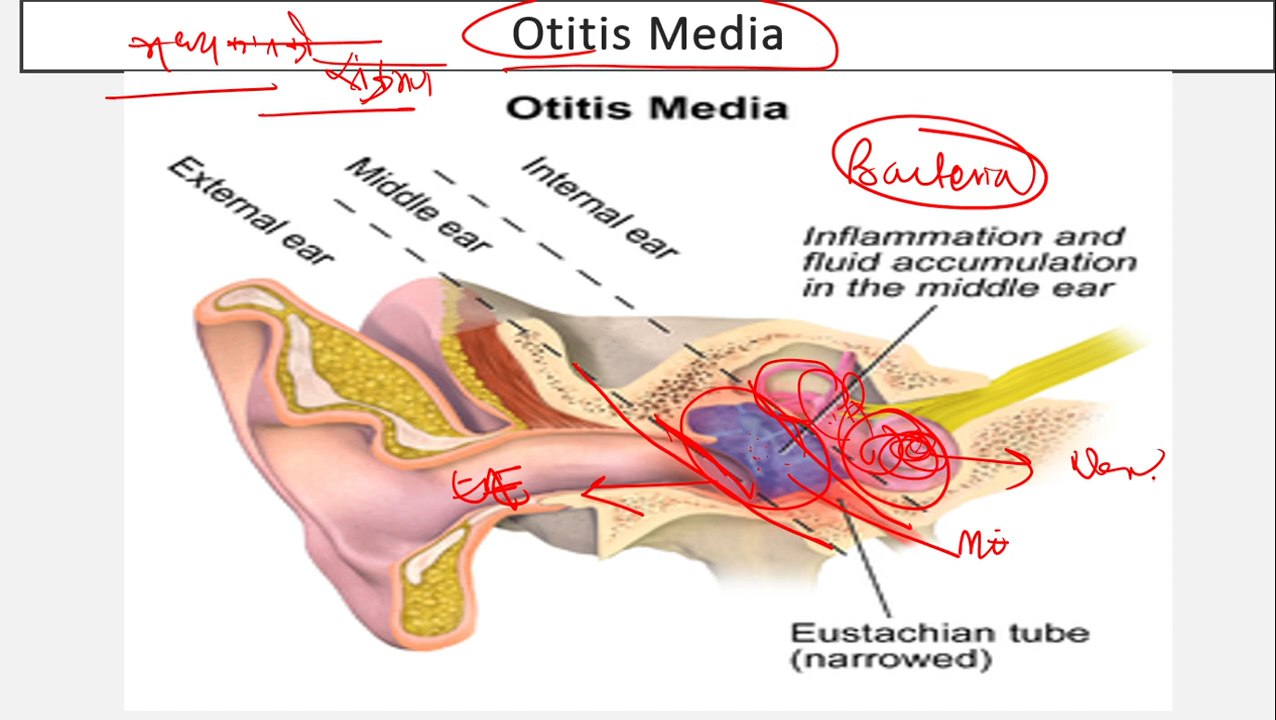 Otitis Media
Otitis Media
External ear
Middle ear
Internal ear
Bacteria
Inflammation and
fluid accumulation
in the middle ear
Eustachian tube
(narrowed)